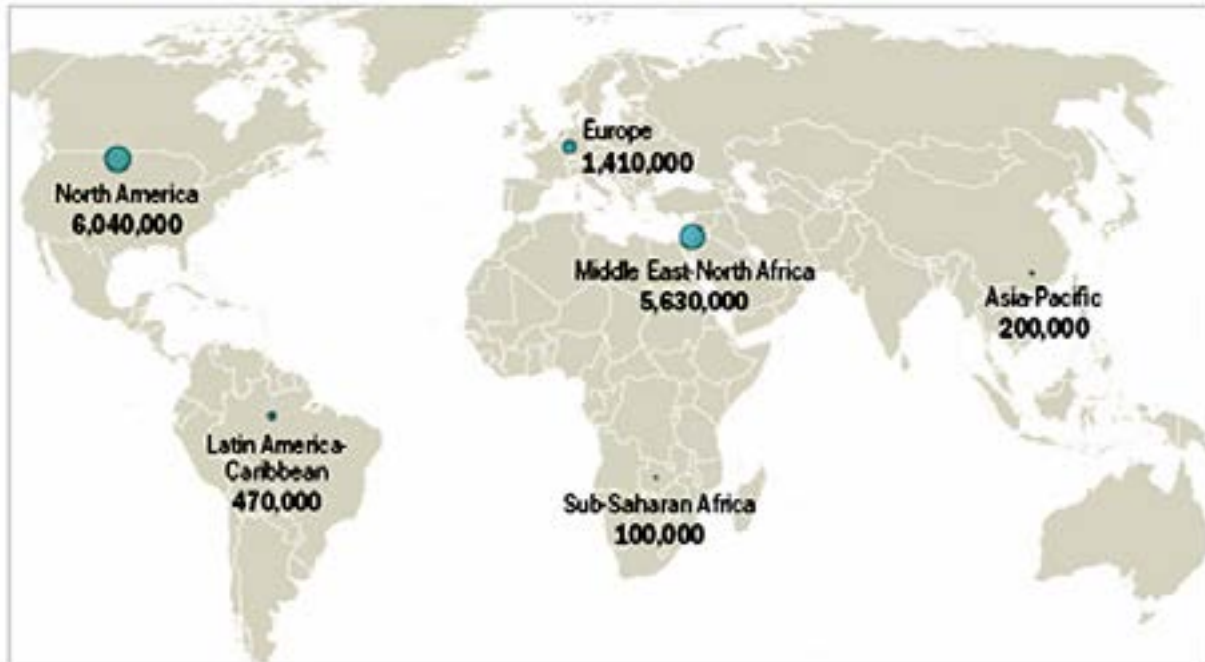 Europe
1,410,000
North America
6,040,000
Middle East-North Africa
5,630,000
Asia-Pacific
200,000
Latin America-
Caribbean
470,000
Sub-Saharan Africa
100,000